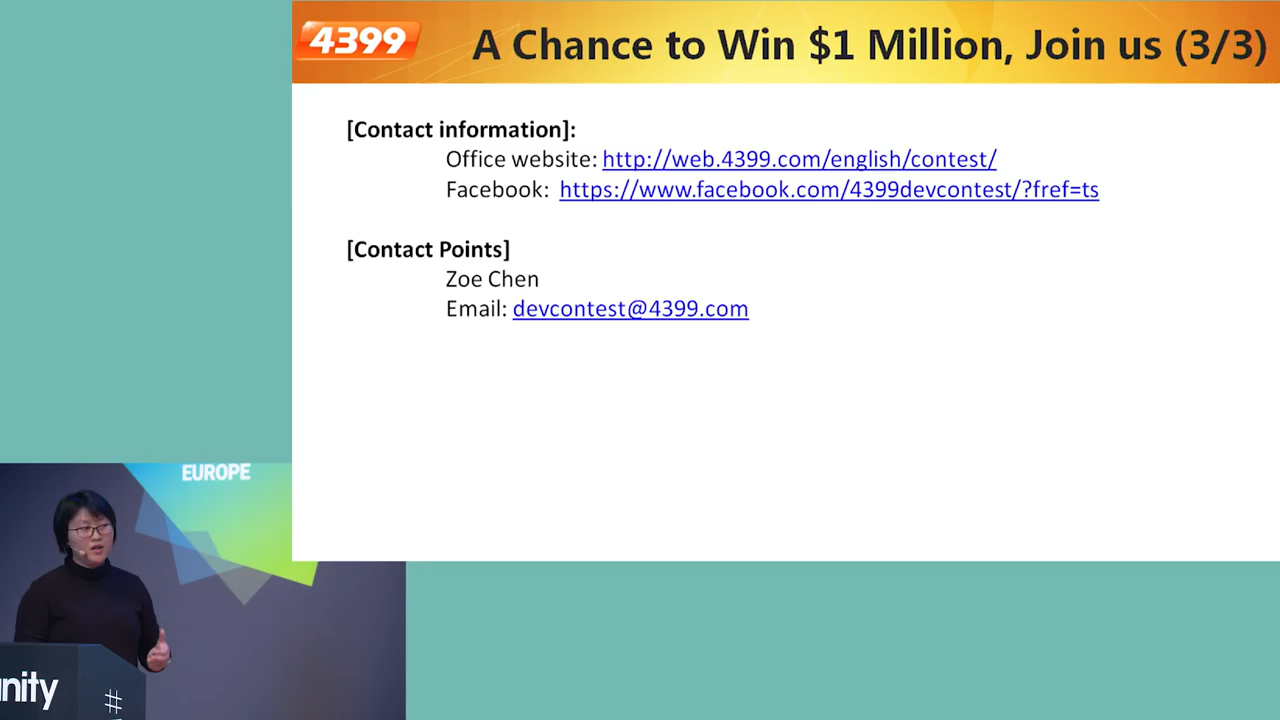 4399
A Chance to Win $1 Million, Join us (3/3)
[Contact information]:
Office website: http://web.4399.com/english/contest/
Facebook: https://www.facebook.com/4399devcontest/?fref=ts
[Contact Points]
Zoe Chen
Email: devcontest@4399.com
EUROPE
nity
#